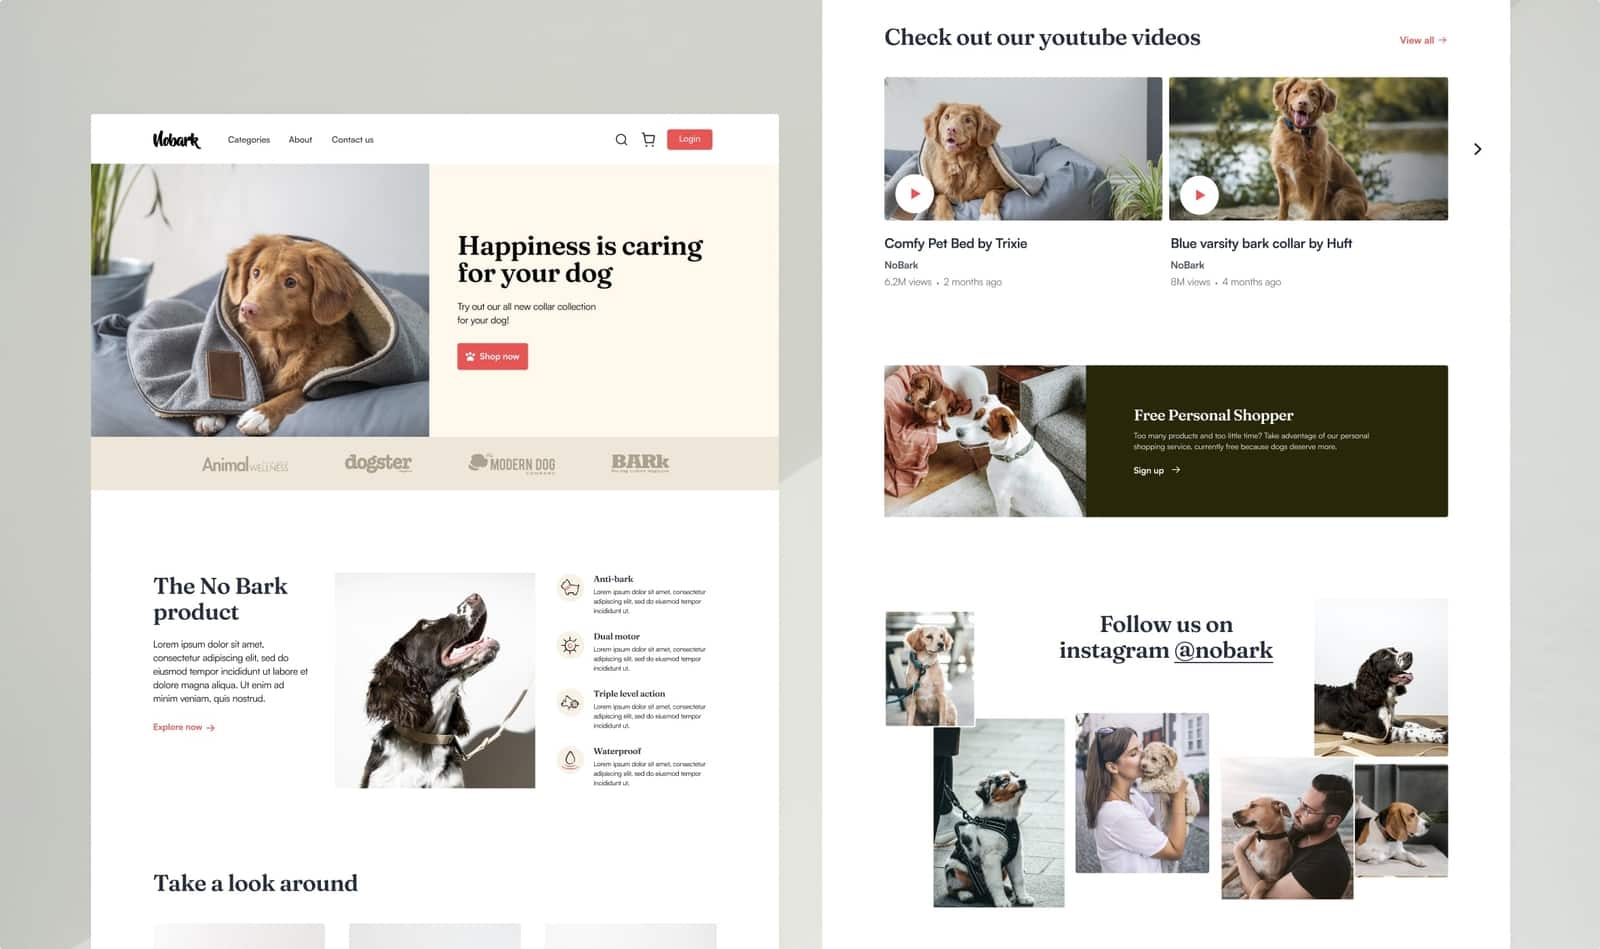 Nobark
Categories
About
Contact us
Login
Happiness is caring
for your dog
Try out our all new collar collection
for your dog!
Shop now
Animal WELLNESS
dogster
MODERN DOG
BARk
The No Bark
product
Lorem ipsum dolor sit amet,
consectetur adipiscing elit, sed do
eiusmod tempor incididunt ut labore et
dolore magna aliqua. Ut enim ad
minim veniam, quis nostrud.
Explore now →
Anti-bark
Lorem ipsum dolor sit amet, consectetur
adipiscing elit, sed do eiusmod tempor
incididunt ut.
Dual motor
Lorem ipsum dolor sit amet, consectetur
adipiscing elit, sed do eiusmod tempor
incididunt ut.
Triple level action
Lorem ipsum dolor sit amet, consectetur
adipiscing elit, sed do eiusmod tempor
incididunt ut.
Waterproof
Lorem ipsum dolor sit amet, consectetur
adipiscing elit, sed do eiusmod tempor
incididunt ut.
Take a look around
Check out our youtube videos
View all →
Comfy Pet Bed by Trixie
NoBark
6.2M views • 2 months ago
Blue varsity bark collar by Huft
NoBark
8M views • 4 months ago
Free Personal Shopper
Too many products and too little time? Take advantage of our personal
shopping service, currently free because dogs deserve more.
Sign up →
Follow us on
instagram @nobark